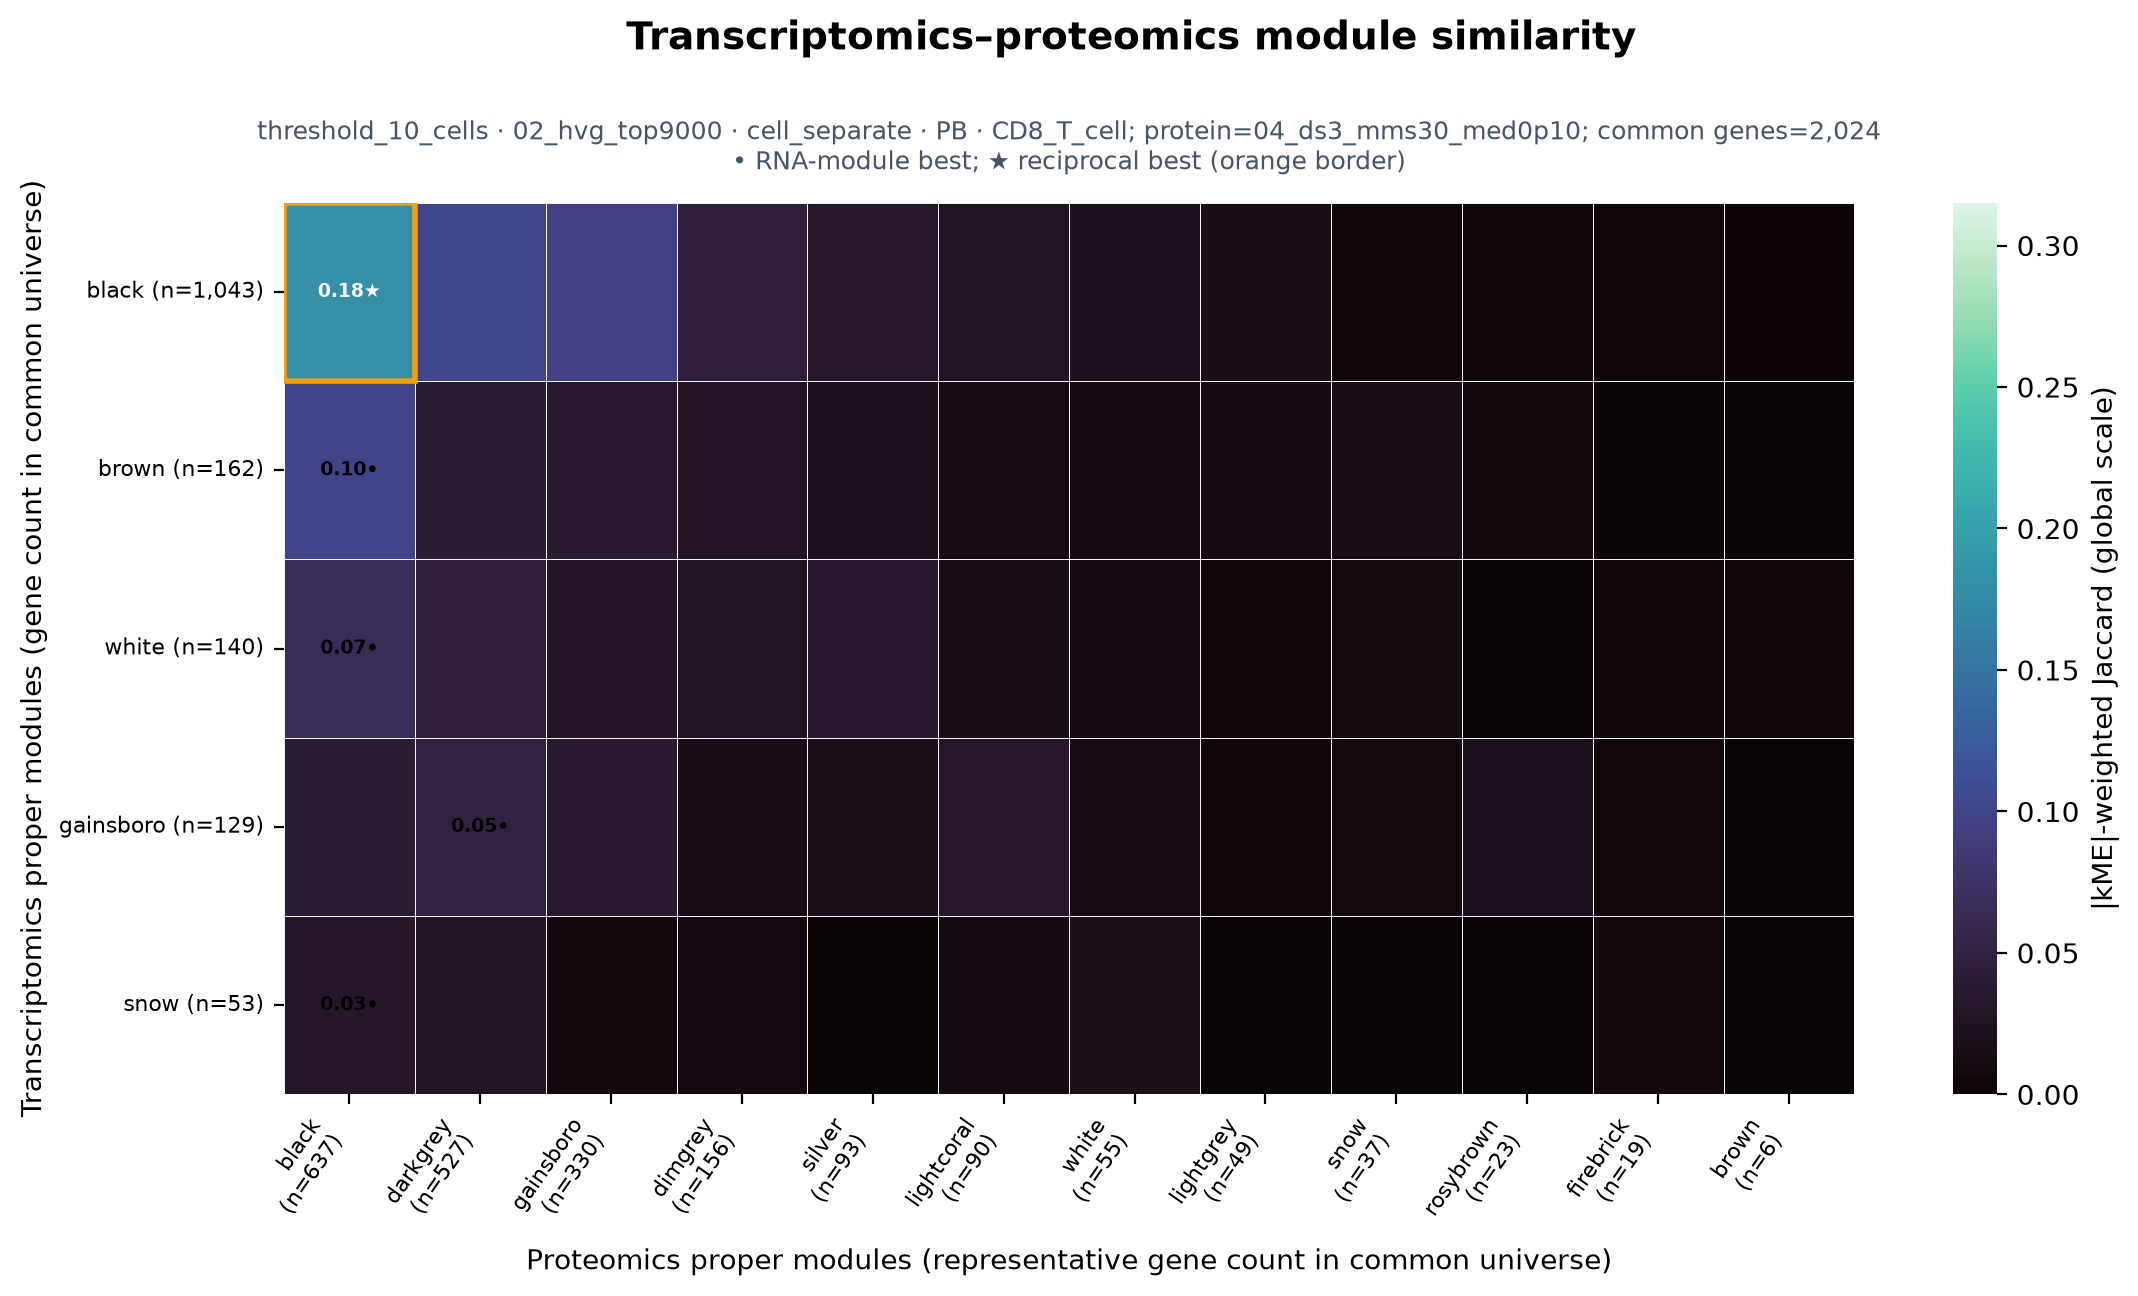 Transcriptomics–proteomics module similarity
threshold_10_cells · 02_hvg_top9000 · cell_separate · PB · CD8_T_cell; protein=04_ds3_mms30_med0p10; common genes=2,024
• RNA-module best; ★ reciprocal best (orange border)
Transcriptomics proper modules (gene count in common universe)
black (n=1,043)
0.18★
brown (n=162)
0.10•
white (n=140)
0.07•
gainsboro (n=129)
0.05•
snow (n=53)
0.03•
black
(n=637)
darkgrey
(n=527)
gainsboro
(n=330)
dimgrey
(n=156)
silver
(n=93)
lightcoral
(n=90)
white
(n=55)
lightgrey
(n=49)
snow
(n=37)
rosybrown
(n=23)
firebrick
(n=19)
brown
(n=6)
Proteomics proper modules (representative gene count in common universe)
0.30
0.25
0.20
0.15
0.10
0.05
0.00
|kME|-weighted Jaccard (global scale)